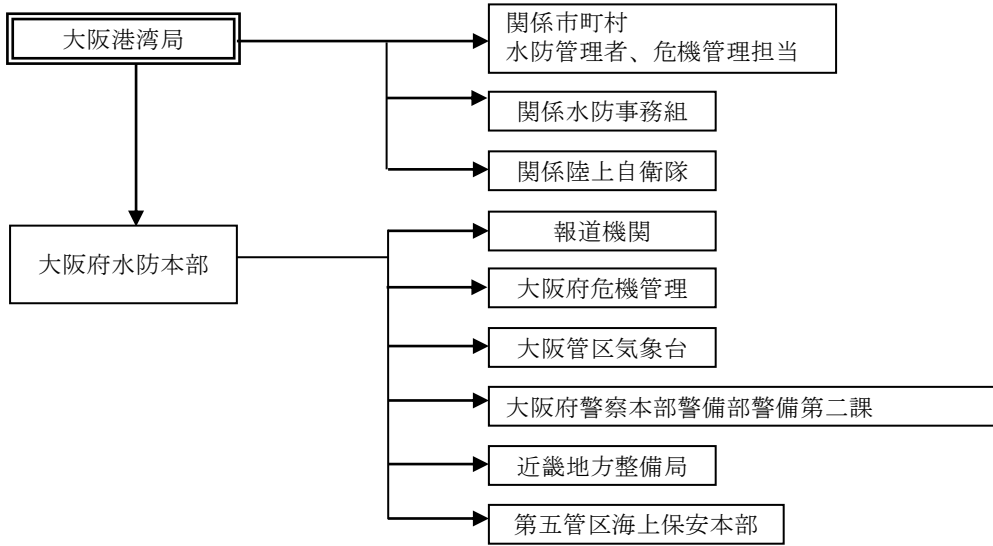 大阪港湾局
関係市町村
水防管理者、危機管理担当
関係水防事務組
関係陸上自衛隊
大阪府水防本部
報道機関
大阪府危機管理
大阪管区気象台
大阪府警察本部警備部警備第二課
近畿地方整備局
第五管区海上保安本部